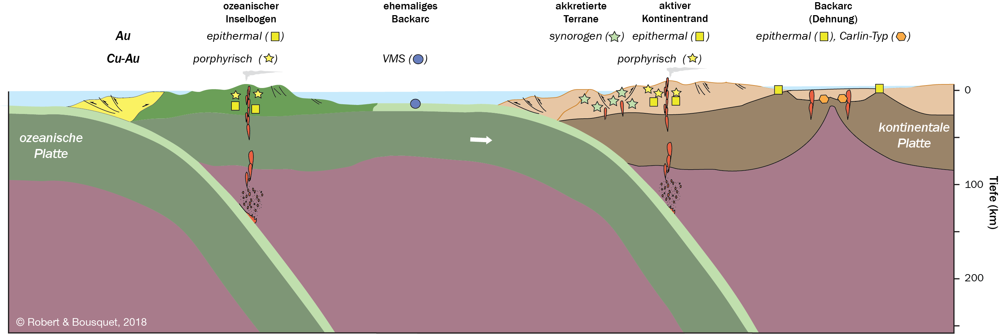 ozeanischer
Inselbogen
ehemaliges
Backarc
akkretierte
Terrane
aktiver
Kontinentrand
Backarc
(Dehnung)
Au
epithermal ( )
synorogen ( )
epithermal ( )
epithermal ( ), Carlin-Typ ( )
Cu-Au
porphyrisch ( )
VMS ( )
porphyrisch ( )
ozeanische
Platte
kontinentale
Platte
0
100
200
Tiefe (km)
© Robert & Bousquet, 2018